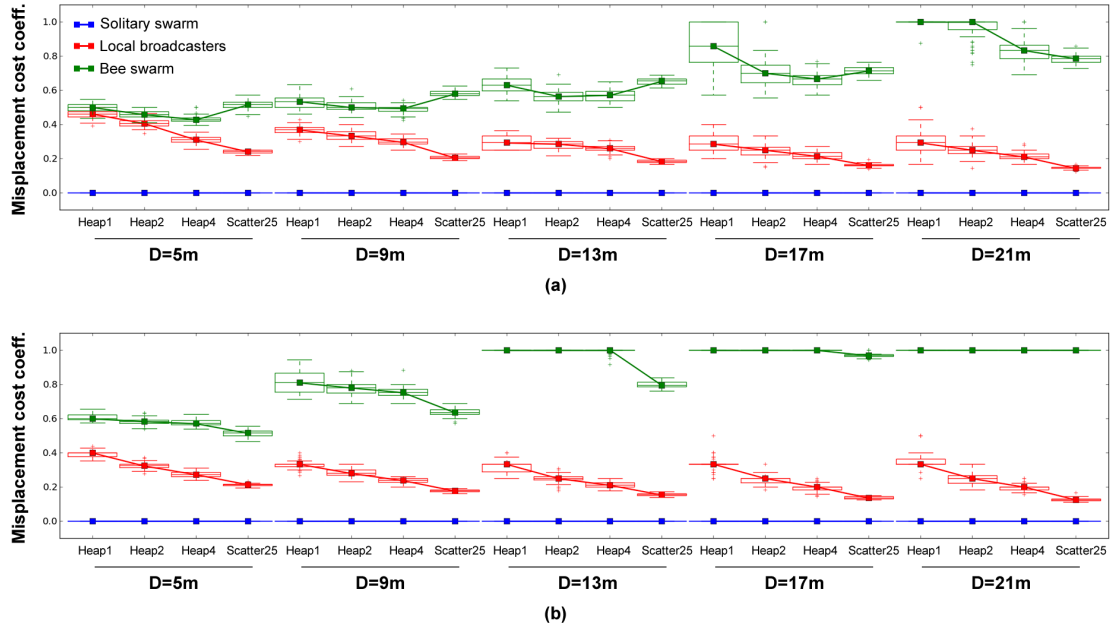 Misplacement cost coeff.
1.0
0.8
0.6
0.4
0.2
0.0
Solitary swarm
Local broadcasters
Bee swarm
Heap1 Heap2 Heap4 Scatter25 Heap1 Heap2 Heap4 Scatter25 Heap1 Heap2 Heap4 Scatter25 Heap1 Heap2 Heap4 Scatter25 Heap1 Heap2 Heap4 Scatter25
D=5m D=9m D=13m D=17m D=21m
(a)
Misplacement cost coeff.
1.0
0.8
0.6
0.4
0.2
0.0
Heap1 Heap2 Heap4 Scatter25 Heap1 Heap2 Heap4 Scatter25 Heap1 Heap2 Heap4 Scatter25 Heap1 Heap2 Heap4 Scatter25 Heap1 Heap2 Heap4 Scatter25
D=5m D=9m D=13m D=17m D=21m
(b)